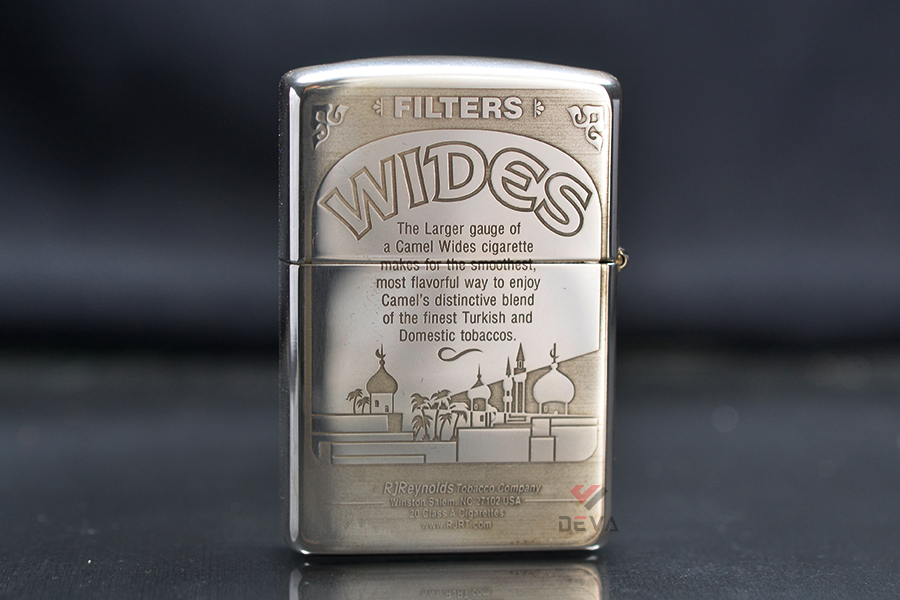 FILTERS
WIDES
The Larger gauge of
a Camel Wides cigarette
makes for the smoothest,
most flavorful way to enjoy
Camel's distinctive blend
of the finest Turkish and
Domestic tobaccos.
RJReynolds Tobacco Company
Winston Salem, NC 27102 USA
20 Class A Cigarettes
www.RJRT.com
DEVA